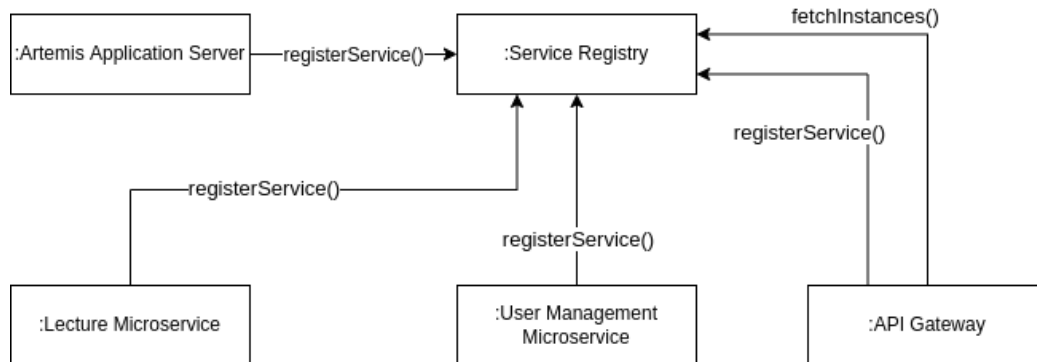 fetchInstances()
:Artemis Application Server
registerService()
:Service Registry
registerService()
registerService()
registerService()
:Lecture Microservice
:User Management
Microservice
:API Gateway